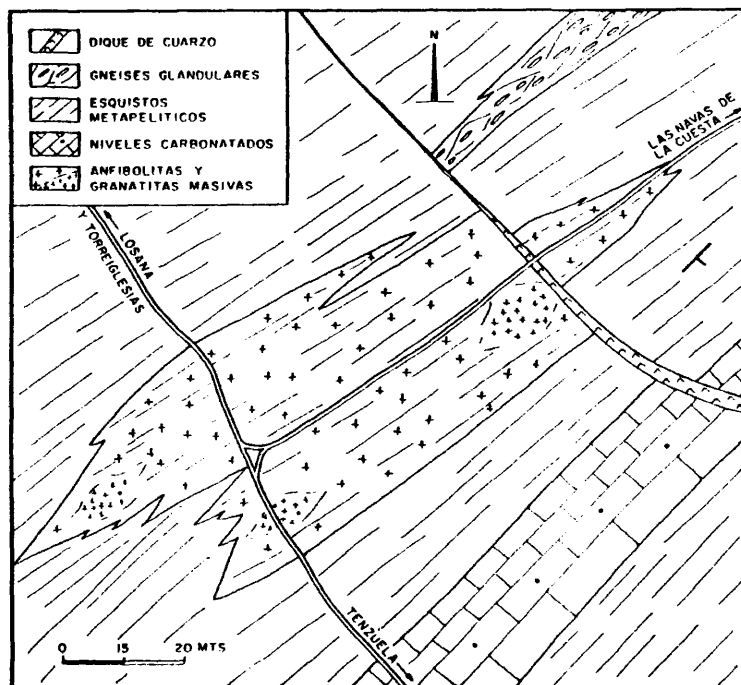 DIQUE DE CUARZO
GNEISES GLANDULARES
ESQUISTOS
METAPELITICOS
NIVELES CARBONATADOS
ANFIBOLITAS Y
GRANATITAS MASIVAS
N
LAS NAVAS DE
LA CUESTA
LOSANA
Y TORREIGLESIAS
TENZUELA
0 15 20 MTS